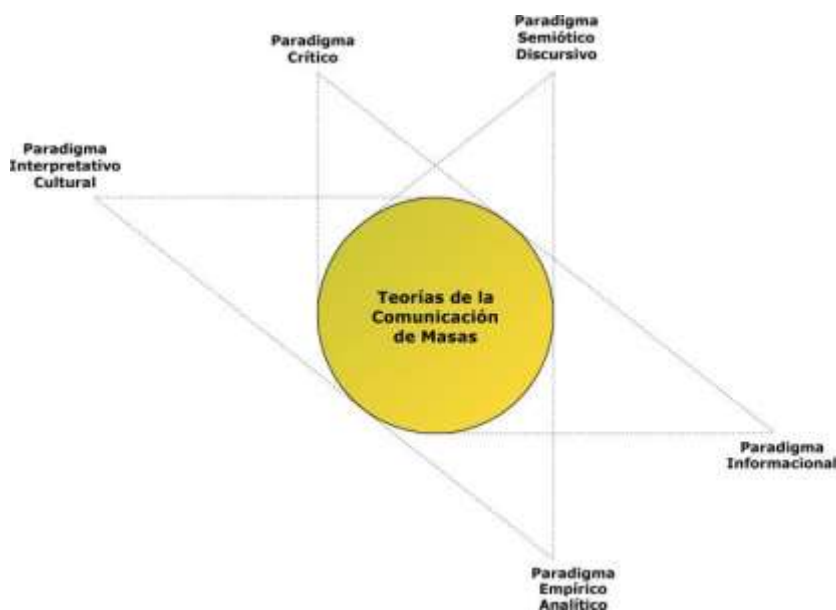 Paradigma
Crítico
Paradigma
Semiótico
Discursivo
Paradigma
Interpretativo
Cultural
Teorías de la
Comunicación
de Masas
Paradigma
Informacional
Paradigma
Empírico
Analítico